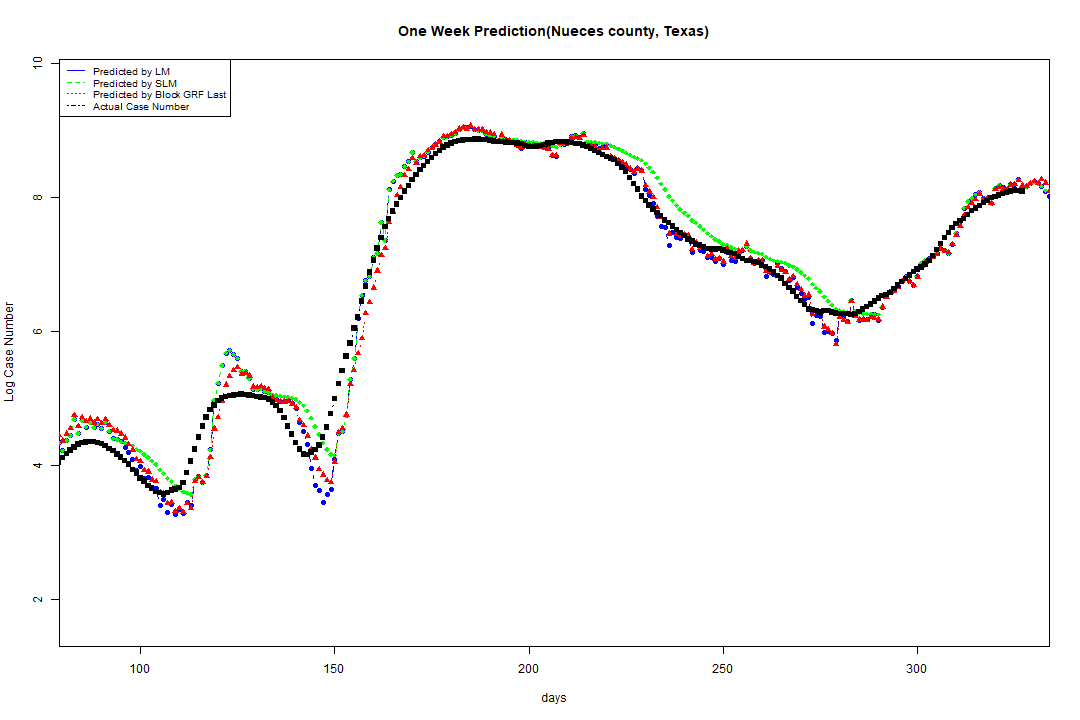 One Week Prediction(Nueces county, Texas)
Predicted by LM
Predicted by SLM
Predicted by Block GRF Last
Actual Case Number
10
8
6
4
2
Log Case Number
100 150 200 250 300
days